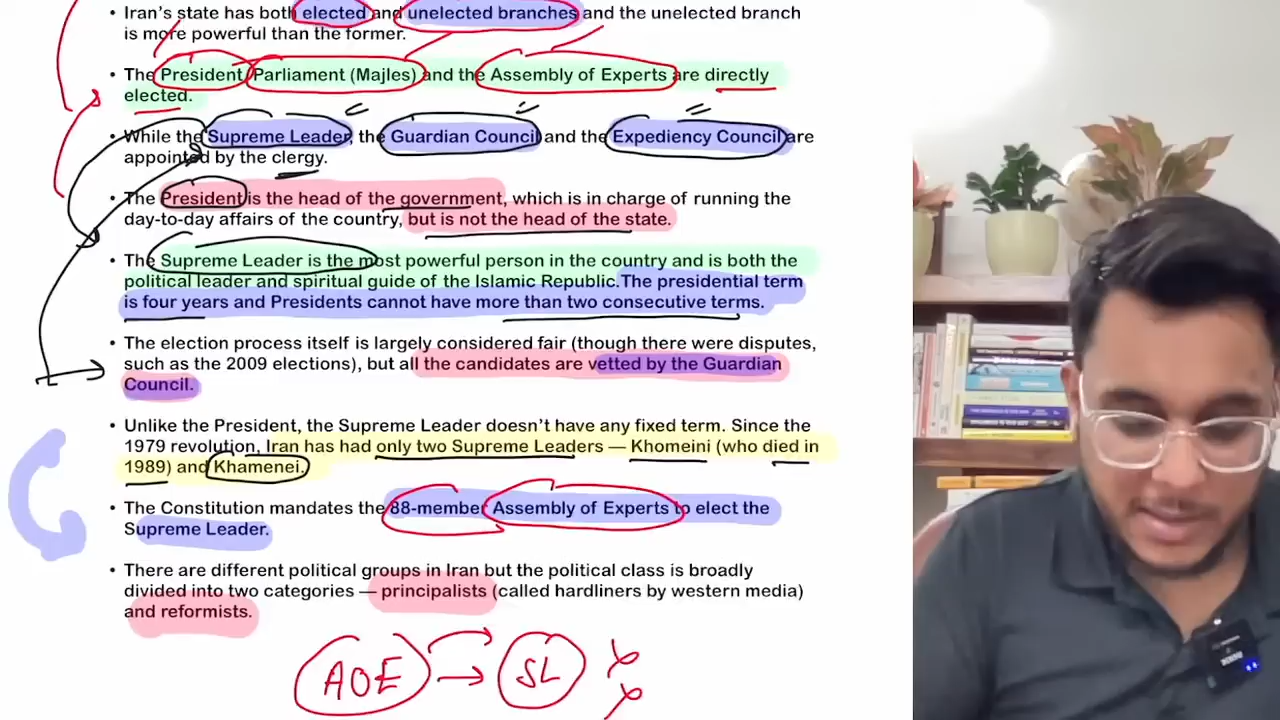 • Iran's state has both elected and unelected branches and the unelected branch
is more powerful than the former.
• The President, Parliament (Majles) and the Assembly of Experts are directly
elected.
• While the Supreme Leader, the Guardian Council and the Expediency Council are
appointed by the clergy.
• The President is the head of the government, which is in charge of running the
day-to-day affairs of the country, but is not the head of the state.
• The Supreme Leader is the most powerful person in the country and is both the
political leader and spiritual guide of the Islamic Republic. The presidential term
is four years and Presidents cannot have more than two consecutive terms.
• The election process itself is largely considered fair (though there were disputes,
such as the 2009 elections), but all the candidates are vetted by the Guardian
Council.
• Unlike the President, the Supreme Leader doesn't have any fixed term. Since the
1979 revolution, Iran has had only two Supreme Leaders — Khomeini (who died in
1989) and Khamenei.
• The Constitution mandates the 88-member Assembly of Experts to elect the
Supreme Leader.
• There are different political groups in Iran but the political class is broadly
divided into two categories — principalists (called hardliners by western media)
and reformists.
AOE → SL